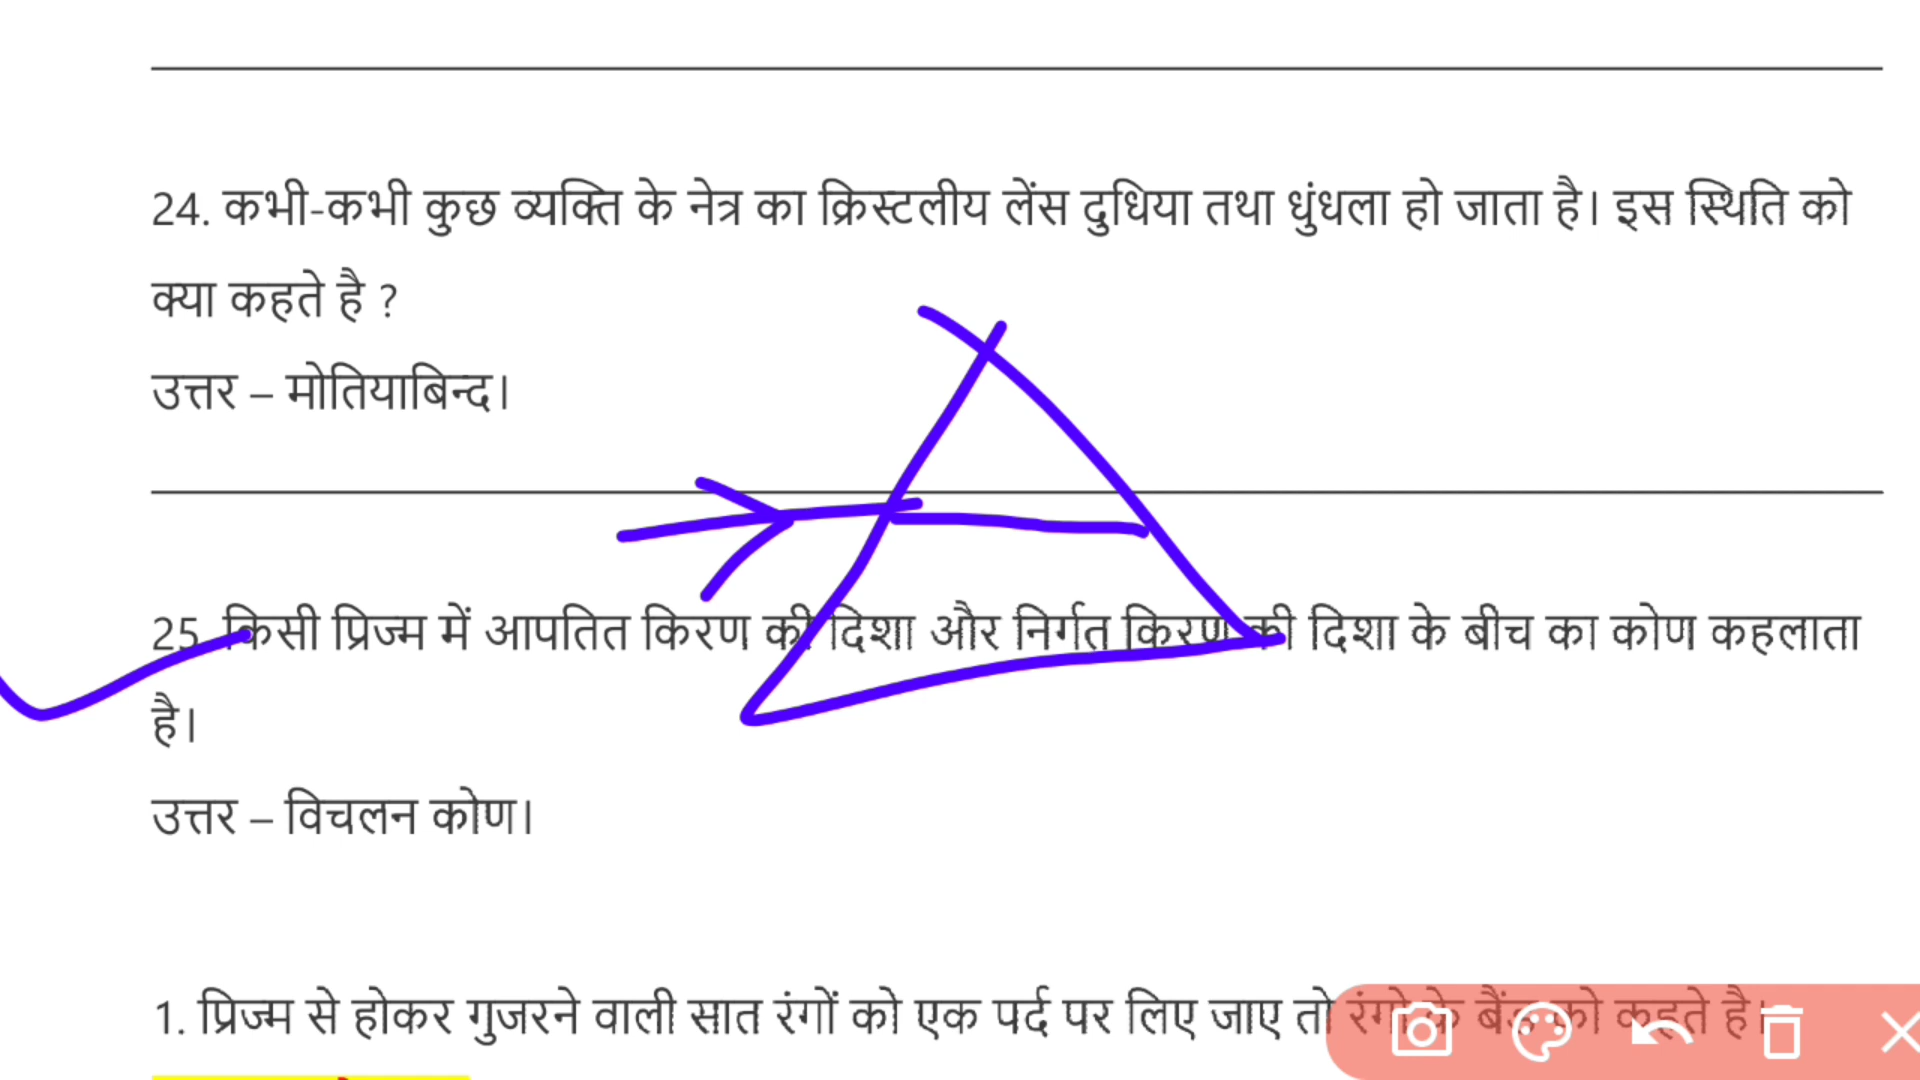 24. कभी-कभी कुछ व्यक्ति के नेत्र का क्रिस्टलीय लेंस दुधिया तथा धुंधला हो जाता है। इस स्थिति को
क्या कहते है ?
उत्तर – मोतियाबिन्द।
25. किसी प्रिज्म में आपतित किरण की दिशा और निर्गत किरण की दिशा के बीच का कोण कहलाता
है।
उत्तर – विचलन कोण।
1. प्रिज्म से होकर गुजरने वाली सात रंगों को एक पर्द पर लिए जाए तो रंगो के बैंड को कहते है।